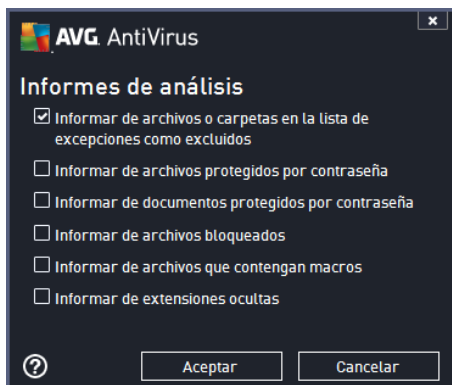 AVG AntiVirus
Informes de análisis
Informar de archivos o carpetas en la lista de
excepciones como excluidos
Informar de archivos protegidos por contraseña
Informar de documentos protegidos por contraseña
Informar de archivos bloqueados
Informar de archivos que contengan macros
Informar de extensiones ocultas
Aceptar
Cancelar